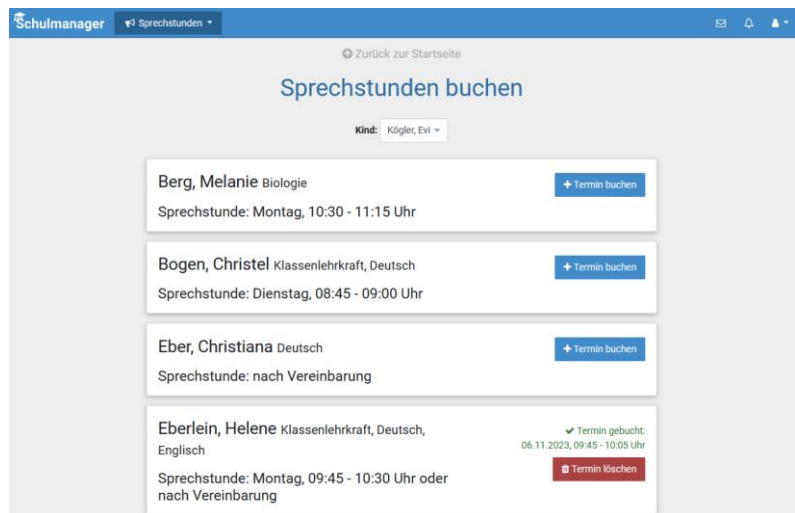 Schulmanager Sprechstunden
Zurück zur Startseite
Sprechstunden buchen
Kind: Kögler, Evi
Berg, Melanie Biologie
+ Termin buchen
Sprechstunde: Montag, 10:30 - 11:15 Uhr
Bogen, Christel Klassenlehrkraft, Deutsch
+ Termin buchen
Sprechstunde: Dienstag, 08:45 - 09:00 Uhr
Eber, Christiana Deutsch
+ Termin buchen
Sprechstunde: nach Vereinbarung
Eberlein, Helene Klassenlehrkraft, Deutsch,
Englisch
Sprechstunde: Montag, 09:45 - 10:30 Uhr oder
nach Vereinbarung
Termin gebucht:
06.11.2023, 09:45 - 10:05 Uhr
Termin löschen